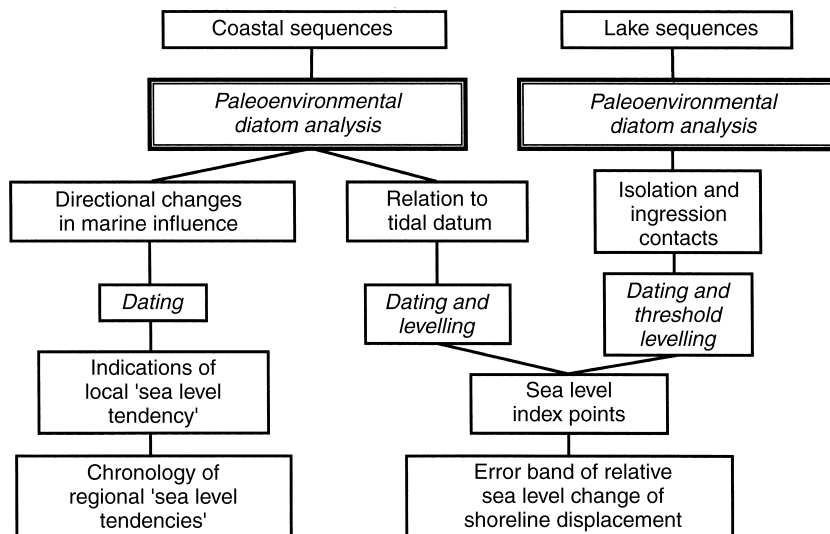 Coastal sequences
Lake sequences
Paleoenvironmental
diatom analysis
Paleoenvironmental
diatom analysis
Directional changes
in marine influence
Relation to
tidal datum
Isolation and
ingression
contacts
Dating
Dating and
levelling
Dating and
threshold
levelling
Indications of
local 'sea level
tendency'
Sea level
index points
Chronology of
regional 'sea level
tendencies'
Error band of relative
sea level change of
shoreline displacement